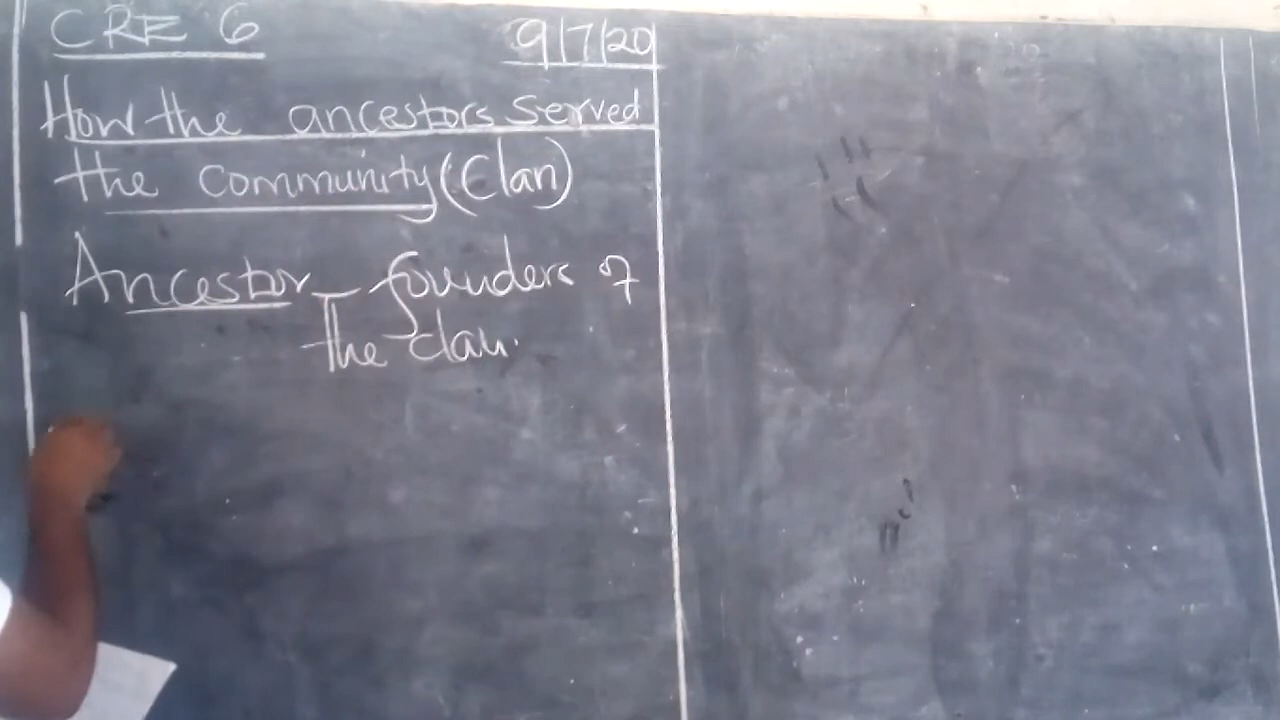 CRE 6
9/7/20
How the ancestors served
the community (Clan)
Ancestor - founders of
the clan.